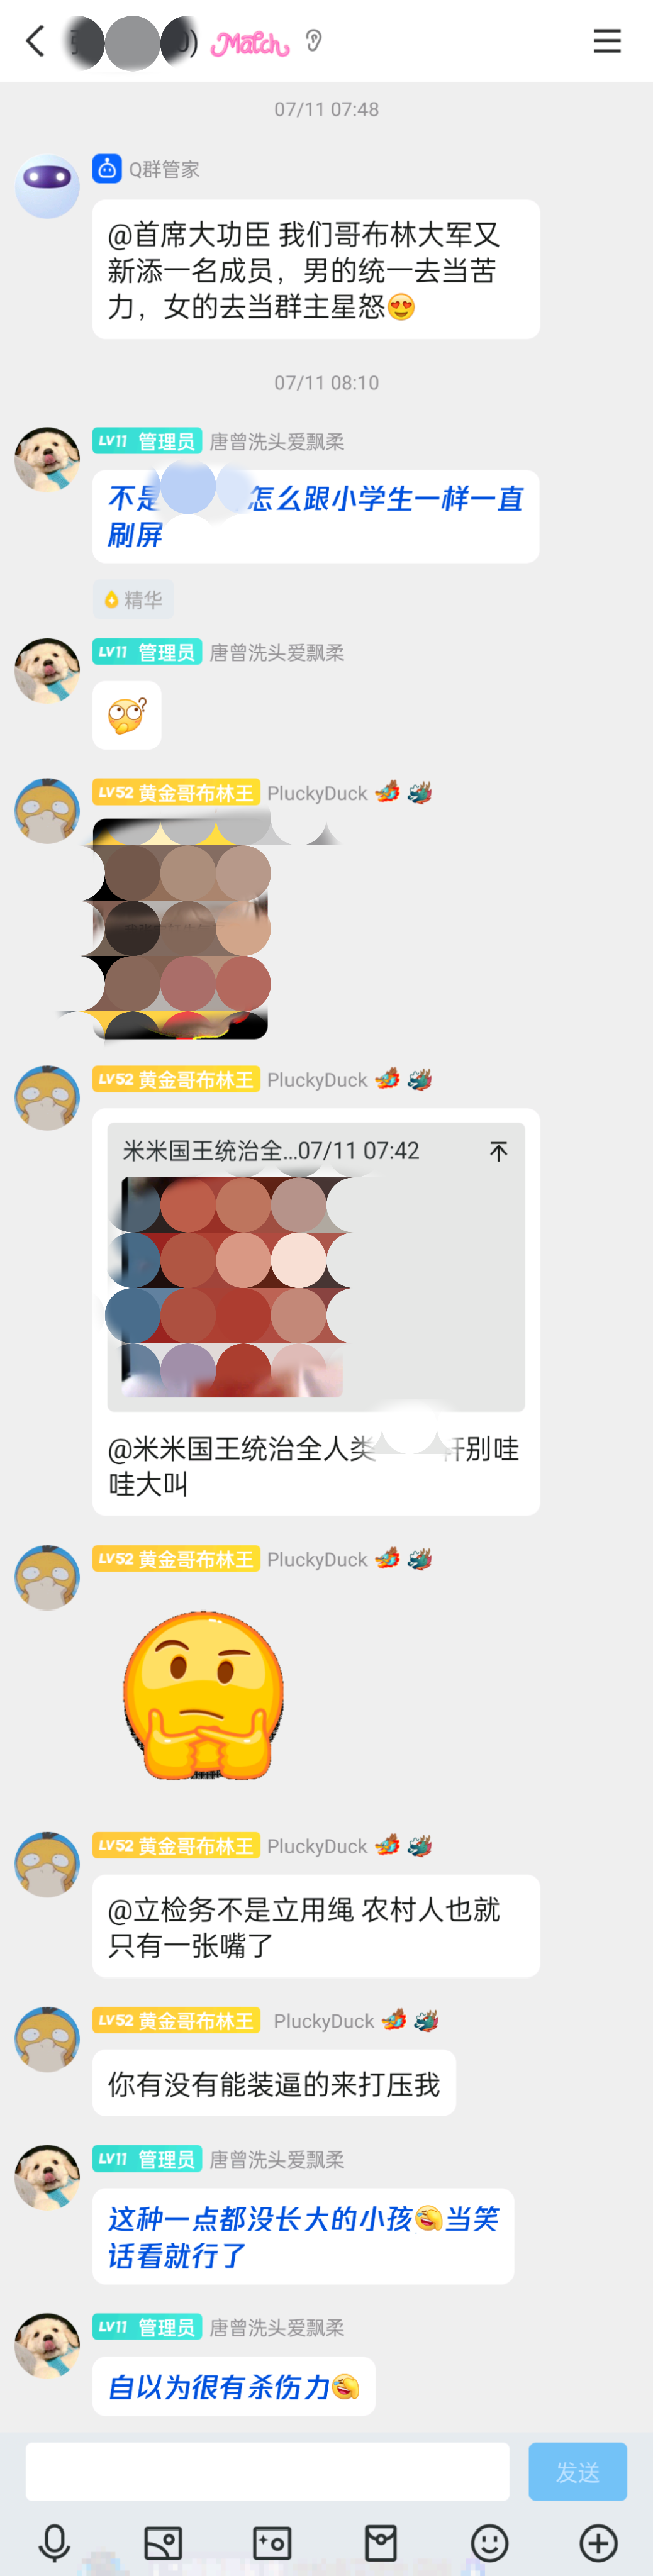 Match
07/11 07:48
Q群管家
@首席大功臣 我们哥布林大军又
新添一名成员，男的统一去当苦
力，女的去当群主星怒
07/11 08:10
LV11 管理员 唐曾洗头爱飘柔
不是 怎么跟小学生一样一直
刷屏
精华
LV11 管理员 唐曾洗头爱飘柔
LV52 黄金哥布林王 PluckyDuck
LV52 黄金哥布林王 PluckyDuck
米米国王统治全...07/11 07:42
@米米国王统治全人类 别哇
哇大叫
LV52 黄金哥布林王 PluckyDuck
LV52 黄金哥布林王 PluckyDuck
@立检务不是立用绳 农村人也就
只有一张嘴了
LV52 黄金哥布林王 PluckyDuck
你有没有能装逼的来打压我
LV11 管理员 唐曾洗头爱飘柔
这种一点都没长大的小孩当笑
话看就行了
LV11 管理员 唐曾洗头爱飘柔
自以为很有杀伤力
发送